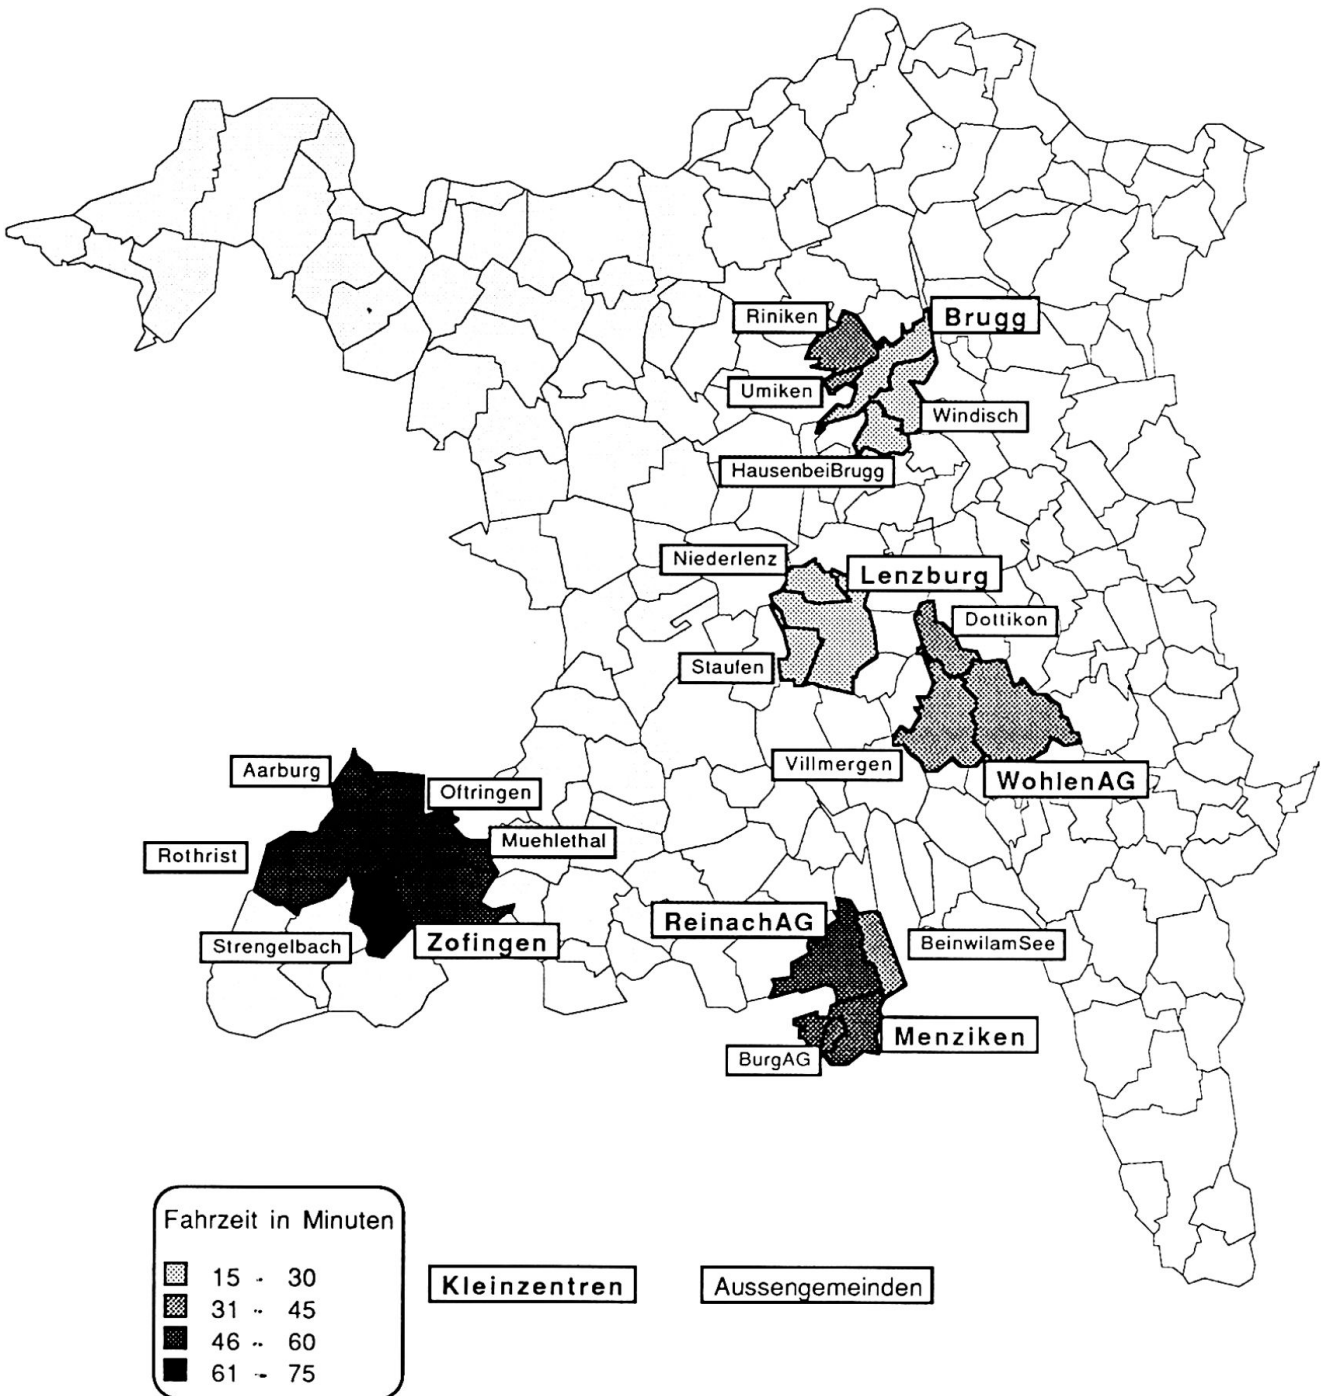 Riniken
Brugg
Umiken
Windisch
HausenbeiBrugg
Niederlenz
Lenzburg
Dottikon
Staufen
Villmergen
WohlenAG
Aarburg
Oftringen
Muehlethal
Rothrist
ReinachAG
Strengelbach
Zofingen
BeinwilamSee
Menziken
BurgAG
Fahrzeit in Minuten
15 - 30
31 - 45
46 - 60
61 - 75
Kleinzentren
Aussengemeinden